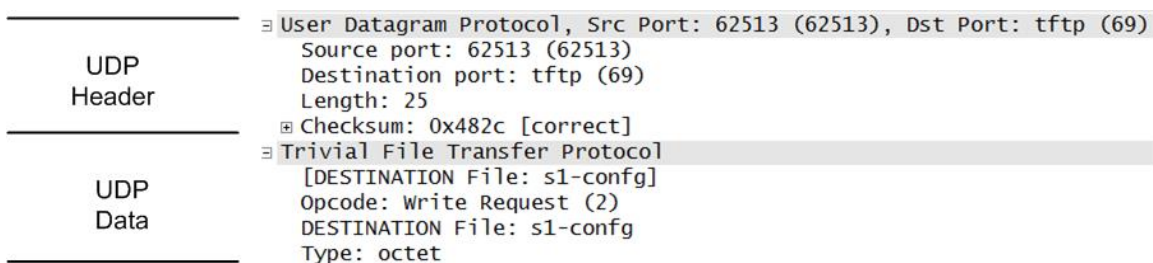 User Datagram Protocol, Src Port: 62513 (62513), Dst Port: tftp (69)
Source port: 62513 (62513)
Destination port: tftp (69)
Length: 25
Checksum: 0x482c [correct]
Trivial File Transfer Protocol
[DESTINATION File: s1-confg]
Opcode: Write Request (2)
DESTINATION File: s1-confg
Type: octet
UDP
Header
UDP
Data